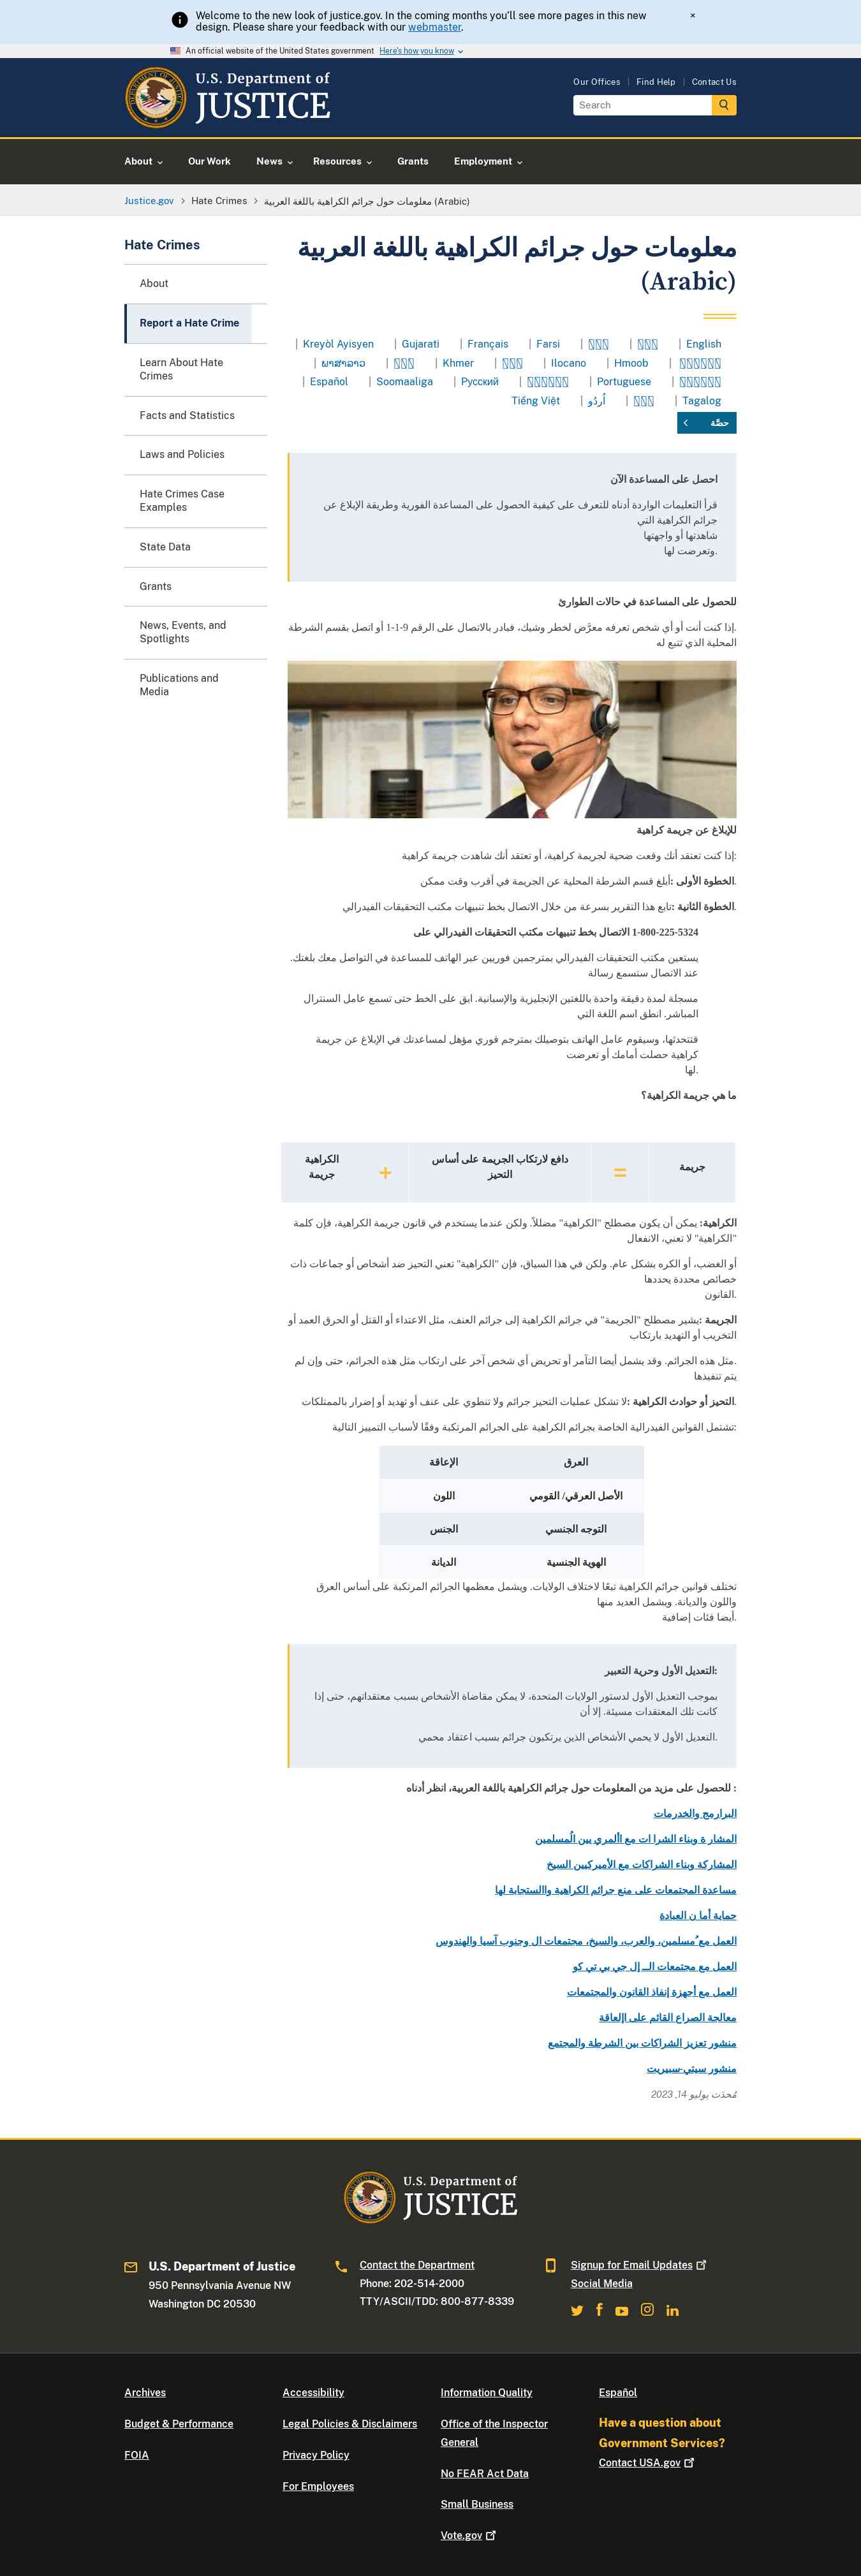 Welcome to the new look of justice.gov. In the coming months you'll see more pages in this new
design. Please share your feedback with our webmaster.
×
An official website of the United States government Here's how you know
U.S. Department of
JUSTICE
Our Offices | Find Help | Contact Us
Search
About
Our Work
News
Resources
Grants
Employment
Justice.gov > Hate Crimes > معلومات حول جرائم الكراهية باللغة العربية (Arabic)
Hate Crimes
About
Report a Hate Crime
Learn About Hate
Crimes
Facts and Statistics
Laws and Policies
Hate Crimes Case
Examples
State Data
Grants
News, Events, and
Spotlights
Publications and
Media
معلومات حول جرائم الكراهية باللغة العربية
(Arabic)
English |
Farsi |
Français |
Gujarati |
Kreyòl Ayisyen |
Hmoob |
Ilocano |
Khmer |
ພາສາລາວ |
Portuguese |
Русский |
Soomaaliga |
Español |
Tagalog |
اُردُو |
Tiếng Việt
حصَّة
احصل على المساعدة الآن
قرأ التعليمات الواردة أدناه للتعرف على كيفية الحصول على المساعدة الفورية وطريقة الإبلاغ عن
جرائم الكراهية التي
شاهدتها أو واجهتها
.وتعرضت لها
للحصول على المساعدة في حالات الطوارئ
.إذا كنت أنت أو أي شخص تعرفه معرَّض لخطر وشيك، فبادر بالاتصال على الرقم 9-1-1 أو اتصل بقسم الشرطة
المحلية الذي تتبع له
للإبلاغ عن جريمة كراهية
:إذا كنت تعتقد أنك وقعت ضحية لجريمة كراهية، أو تعتقد أنك شاهدت جريمة كراهية
.الخطوة الأولى :أبلغ قسم الشرطة المحلية عن الجريمة في أقرب وقت ممكن
.الخطوة الثانية :تابع هذا التقرير بسرعة من خلال الاتصال بخط تنبيهات مكتب التحقيقات الفيدرالي
1-800-225-5324 الاتصال بخط تنبيهات مكتب التحقيقات الفيدرالي على
يستعين مكتب التحقيقات الفيدرالي بمترجمين فوريين عبر الهاتف للمساعدة في التواصل معك بلغتك.
عند الاتصال ستسمع رسالة
مسجلة لمدة دقيقة واحدة باللغتين الإنجليزية والإسبانية. ابق على الخط حتى تسمع عامل السنترال
المباشر. انطق اسم اللغة التي
قتتحدثها، وسيقوم عامل الهاتف بتوصيلك بمترجم فوري مؤهل لمساعدتك في الإبلاغ عن جريمة
كراهية حصلت أمامك أو تعرضت
.لها
ما هي جريمة الكراهية؟
جريمة
=
دافع لارتكاب الجريمة على أساس
التحيز
+
الكراهية
جريمة
الكراهية: يمكن أن يكون مصطلح "الكراهية" مضللاً. ولكن عندما يستخدم في قانون جريمة الكراهية، فإن كلمة
"الكراهية" لا تعني، الانفعال
أو الغضب، أو الكره بشكل عام. ولكن في هذا السياق، فإن "الكراهية" تعني التحيز ضد أشخاص أو جماعات ذات
خصائص محددة يحددها
.القانون
الجريمة :يشير مصطلح "الجريمة" في جرائم الكراهية إلى جرائم العنف، مثل الاعتداء أو القتل أو الحرق العمد أو
التخريب أو التهديد بارتكاب
.مثل هذه الجرائم. وقد يشمل أيضا التآمر أو تحريض أي شخص آخر على ارتكاب مثل هذه الجرائم، حتى وإن لم
يتم تنفيذها
.التحيز أو حوادث الكراهية :لا تشكل عمليات التحيز جرائم ولا تنطوي على عنف أو تهديد أو إضرار بالممتلكات
:تشتمل القوانين الفيدرالية الخاصة بجرائم الكراهية على الجرائم المرتكبة وفقًا لأسباب التمييز التالية
العرق
الإعاقة
الأصل العرقي/ القومي
اللون
التوجه الجنسي
الجنس
الهوية الجنسية
الديانة
تختلف قوانين جرائم الكراهية تبعًا لاختلاف الولايات. ويشمل معظمها الجرائم المرتكبة على أساس العرق
واللون والديانة. ويشمل العديد منها
.أيضا فئات إضافية
:التعديل الأول وحرية التعبير
بموجب التعديل الأول لدستور الولايات المتحدة، لا يمكن مقاضاة الأشخاص بسبب معتقداتهم، حتى إذا
كانت تلك المعتقدات مسيئة. إلا أن
.التعديل الأول لا يحمي الأشخاص الذين يرتكبون جرائم بسبب اعتقاد محمي
: للحصول على مزيد من المعلومات حول جرائم الكراهية باللغة العربية، انظر أدناه
البرارمج والخدرمات
المشار ة وبناء الشرا ات مع األمري يين الُمسلمين
المشاركة وبناء الشراكات مع الأميركيين السيخ
مساعدة المجتمعات على منع جرائم الكراهية واالستجابة لها
حماية أما ن العبادة
العمل مع ُمسلمين، والعرب، والسيخ، مجتمعات ال وجنوب آسيا والهندوس
العمل مع مجتمعات الــ إل جي بي تي كو
العمل مع أجهزة إنفاذ القانون والمجتمعات
معالجة الصراع القائم على اإلعاقة
منشور تعزيز الشراكات بين الشرطة والمجتمع
منشور سيتي-سبيريت
مُحدَث يوليو 14, 2023
U.S. Department of
JUSTICE
U.S. Department of Justice
950 Pennsylvania Avenue NW
Washington DC 20530
Contact the Department
Phone: 202-514-2000
TTY/ASCII/TDD: 800-877-8339
Signup for Email Updates
Social Media
Archives
Budget & Performance
FOIA
Accessibility
Legal Policies & Disclaimers
Privacy Policy
For Employees
Information Quality
Office of the Inspector
General
No FEAR Act Data
Small Business
Vote.gov
Español
Have a question about
Government Services?
Contact USA.gov